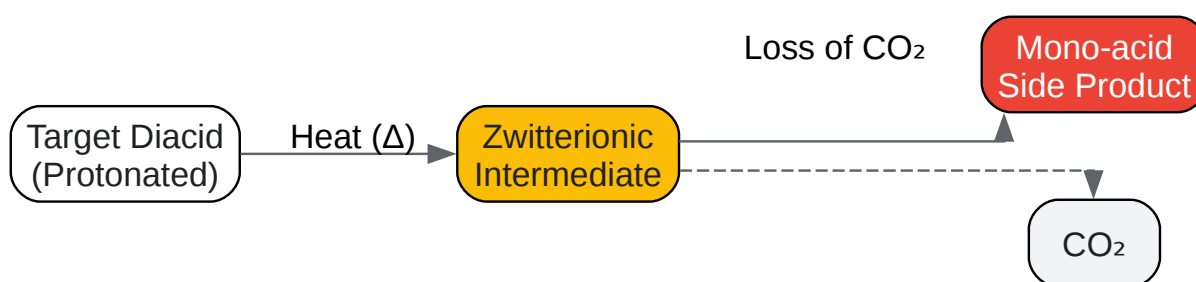 Target Diacid
(Protonated)
Heat (Δ)
Zwitterionic
Intermediate
Loss of CO₂
Mono-acid
Side Product
CO₂